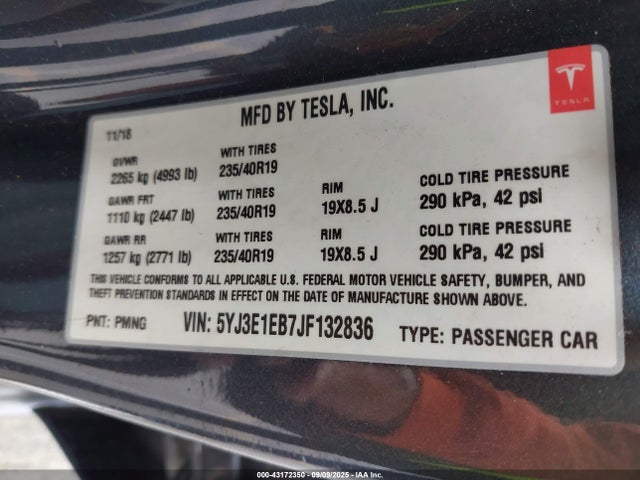 MFD BY TESLA, INC.
TESLA
11/18
GVWR
2265 kg (4993 lb)
WITH TIRES
235/40R19
GAWR FRT
1110 kg (2447 lb)
WITH TIRES
235/40R19
RIM
19X8.5 J
COLD TIRE PRESSURE
290 kPa, 42 psi
GAWR RR
1257 kg (2771 lb)
WITH TIRES
235/40R19
RIM
19X8.5 J
COLD TIRE PRESSURE
290 kPa, 42 psi
THIS VEHICLE CONFORMS TO ALL APPLICABLE U.S. FEDERAL MOTOR VEHICLE SAFETY, BUMPER, AND
THEFT PREVENTION STANDARDS IN EFFECT ON THE DATE OF MANUFACTURE SHOWN ABOVE.
PNT: PMNG
VIN: 5YJ3E1EB7JF132836
TYPE: PASSENGER CAR
000-43172350 - 09/09/2025 - IAA Inc.